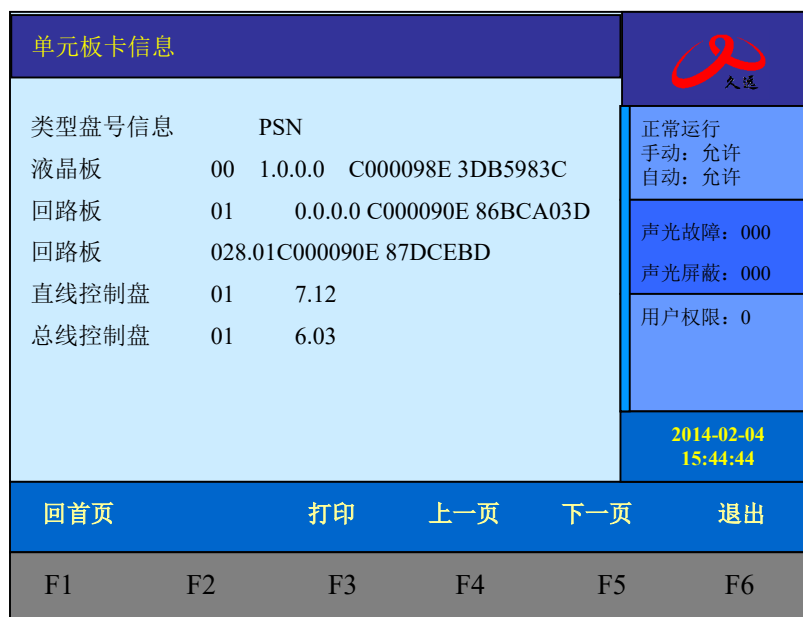 单元板卡信息
久远
类型盘号信息 PSN
液晶板 00 1.0.0.0 C000098E 3DB5983C
回路板 01 0.0.0.0 C000090E 86BCA03D
回路板 028.01C000090E 87DCEBD
直线控制盘 01 7.12
总线控制盘 01 6.03
正常运行
手动：允许
自动：允许
声光故障：000
声光屏蔽：000
用户权限：0
2014-02-04
15:44:44
回首页 打印 上一页 下一页 退出
F1 F2 F3 F4 F5 F6